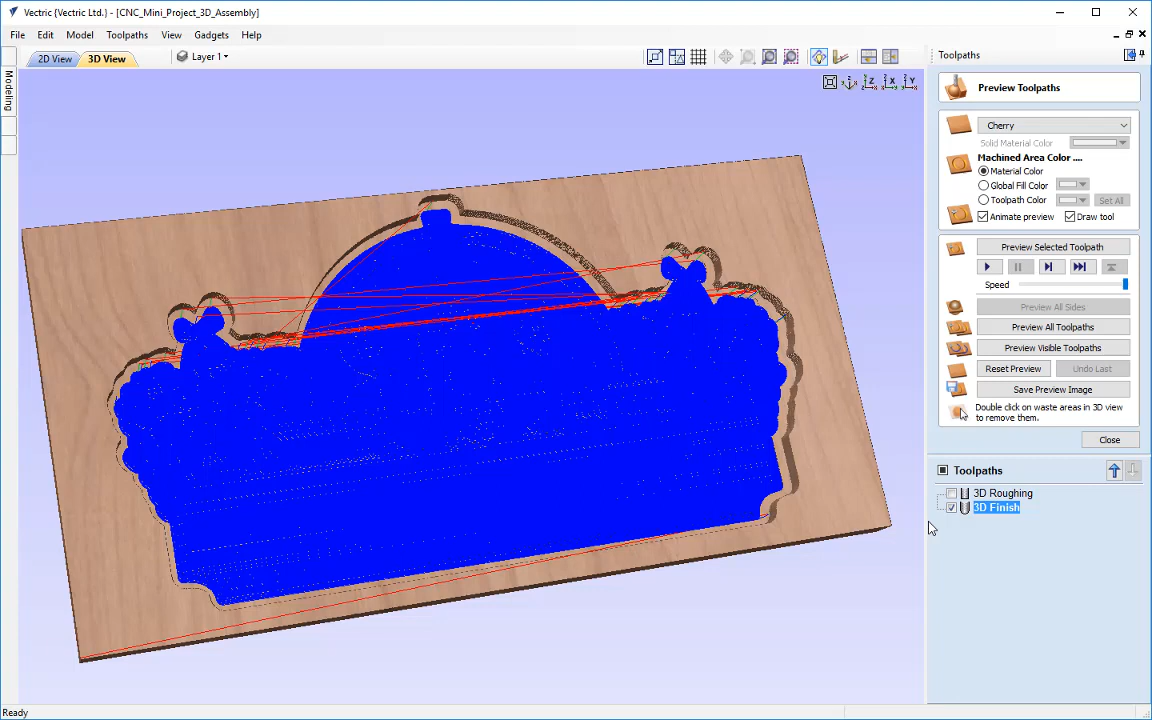 Vectric {Vectric Ltd.} - [CNC_Mini_Project_3D_Assembly]
File Edit Model Toolpaths View Gadgets Help
2D View 3D View Layer 1
Toolpaths
Modeling
Z X Y
Preview Toolpaths
Cherry
Solid Material Color
Machined Area Color ....
Material Color
Global Fill Color
Toolpath Color Set All
Animate preview Draw tool
Preview Selected Toolpath
Speed
Preview All Sides
Preview All Toolpaths
Preview Visible Toolpaths
Reset Preview Undo Last
Save Preview Image
Double click on waste areas in 3D view
to remove them.
Close
Toolpaths
3D Roughing
3D Finish
Ready